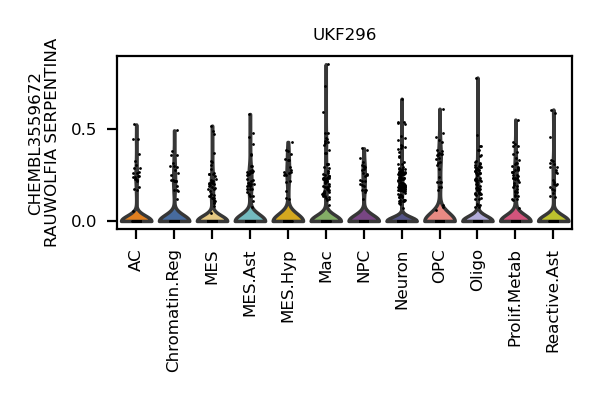 UKF296
CHEMBL3559672
RAUWOLFIA SERPENTINA
0.5
0.0
AC
Chromatin.Reg
MES
MES.Ast
MES.Hyp
Mac
NPC
Neuron
OPC
Oligo
Prolif.Metab
Reactive.Ast